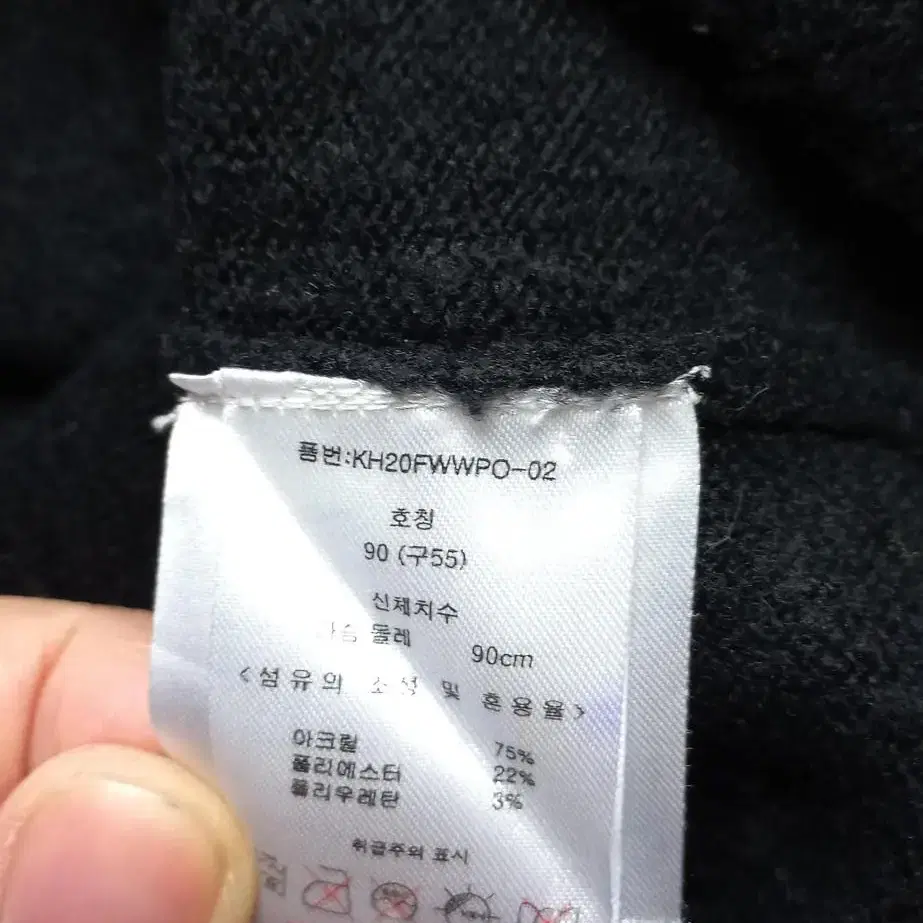 품번:KH20FWWPO-02
호칭
90 (구55)
신체치수
가슴 둘레 90cm
<섬유의 조성 및 혼용율>
아크릴 75%
폴리에스터 22%
폴리우레탄 3%
취급주의 표시